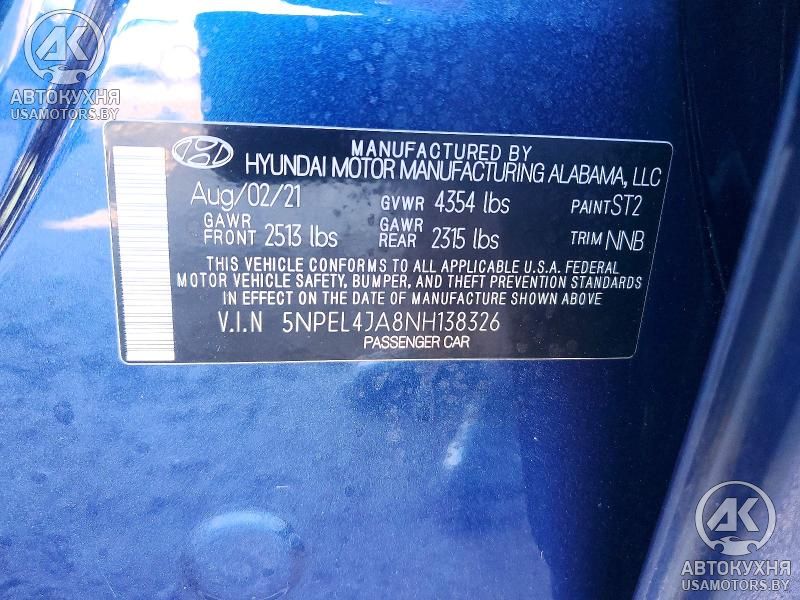 AK
АВТОКУХНЯ
USAMOTORS.BY
MANUFACTURED BY
HYUNDAI MOTOR MANUFACTURING ALABAMA, LLC
Aug/02/21 GVWR 4354 lbs PAINT ST2
GAWR FRONT 2513 lbs GAWR REAR 2315 lbs TRIM NNB
THIS VEHICLE CONFORMS TO ALL APPLICABLE U.S.A. FEDERAL
MOTOR VEHICLE SAFETY, BUMPER, AND THEFT PREVENTION STANDARDS
IN EFFECT ON THE DATE OF MANUFACTURE SHOWN ABOVE
V.I.N 5NPEL4JA8NH138326
PASSENGER CAR
AK
АВТОКУХНЯ
USAMOTORS.BY